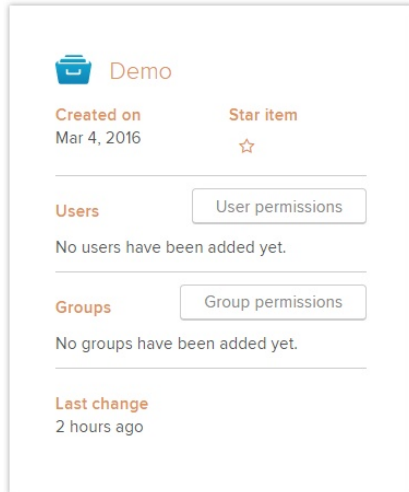 Demo
Created on
Star item
Mar 4, 2016
Users
User permissions
No users have been added yet.
Groups
Group permissions
No groups have been added yet.
Last change
2 hours ago